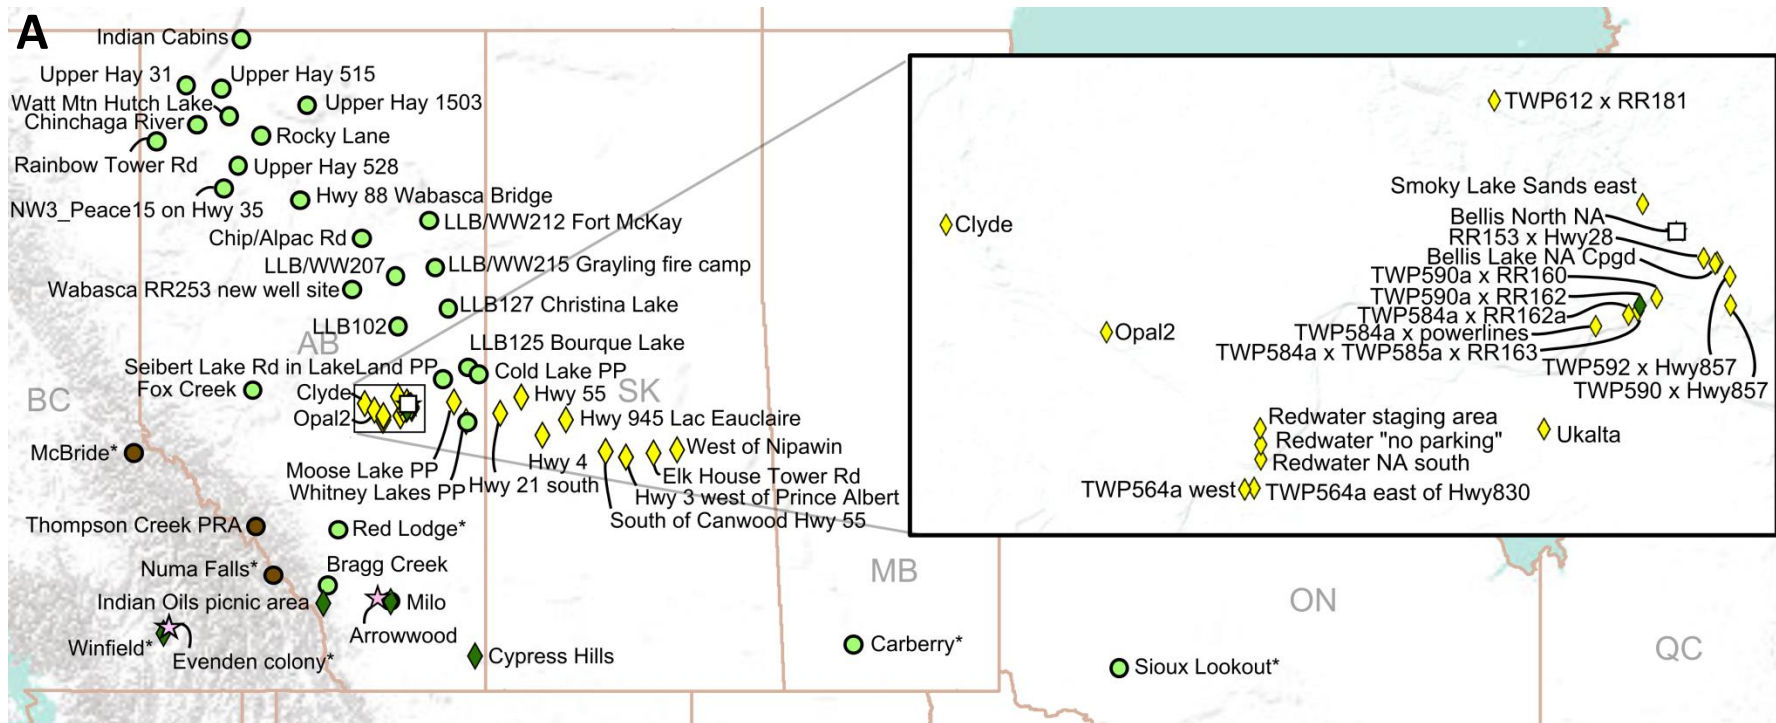 A
Indian Cabins
Upper Hay 31
Upper Hay 515
Watt Mtn Hutch Lake
Upper Hay 1503
Chinchaga River
Rocky Lane
Rainbow Tower Rd
Upper Hay 528
NW3_Peace15 on Hwy 35
Hwy 88 Wabasca Bridge
LLB/WW212 Fort McKay
Chip/Alpac Rd
LLB/WW207
LLB/WW215 Grayling fire camp
Wabasca RR253 new well site
LLB127 Christina Lake
LLB102
AB
LLB125 Bourque Lake
Seibert Lake Rd in LakeLand PP
Cold Lake PP
Fox Creek
BC
Clyde
Hwy 55
SK
Opal2
Hwy 945 Lac Eauclaire
McBride*
West of Nipawin
Moose Lake PP
Hwy 4
Elk House Tower Rd
Whitney Lakes PP
Hwy 21 south
Hwy 3 west of Prince Albert
South of Canwood Hwy 55
Thompson Creek PRA
Red Lodge*
Numa Falls*
Bragg Creek
MB
Indian Oils picnic area
Milo
ON
Arrowwood
Winfield*
Evenden colony*
Cypress Hills
Carberry*
Sioux Lookout*
QC
TWP612 x RR181
Smoky Lake Sands east
Clyde
Bellis North NA
RR153 x Hwy28
Bellis Lake NA Cpgd
TWP590a x RR160
TWP590a x RR162
TWP584a x RR162a
Opal2
TWP584a x powerlines
TWP584a x TWP585a x RR163
TWP592 x Hwy857
TWP590 x Hwy857
Redwater staging area
Redwater "no parking"
Ukalta
Redwater NA south
TWP564a west
TWP564a east of Hwy830